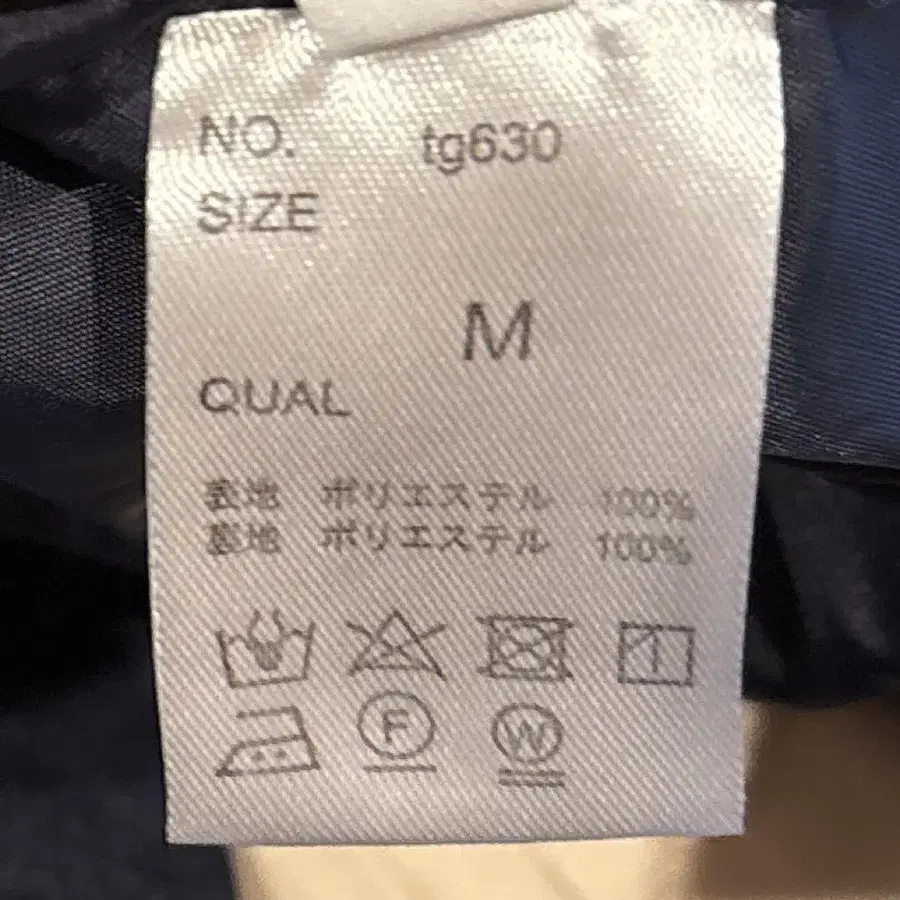 NO. tg630
SIZE
M
QUAL
表地 ポリエステル 100%
裏地 ポリエステル 100%
F W